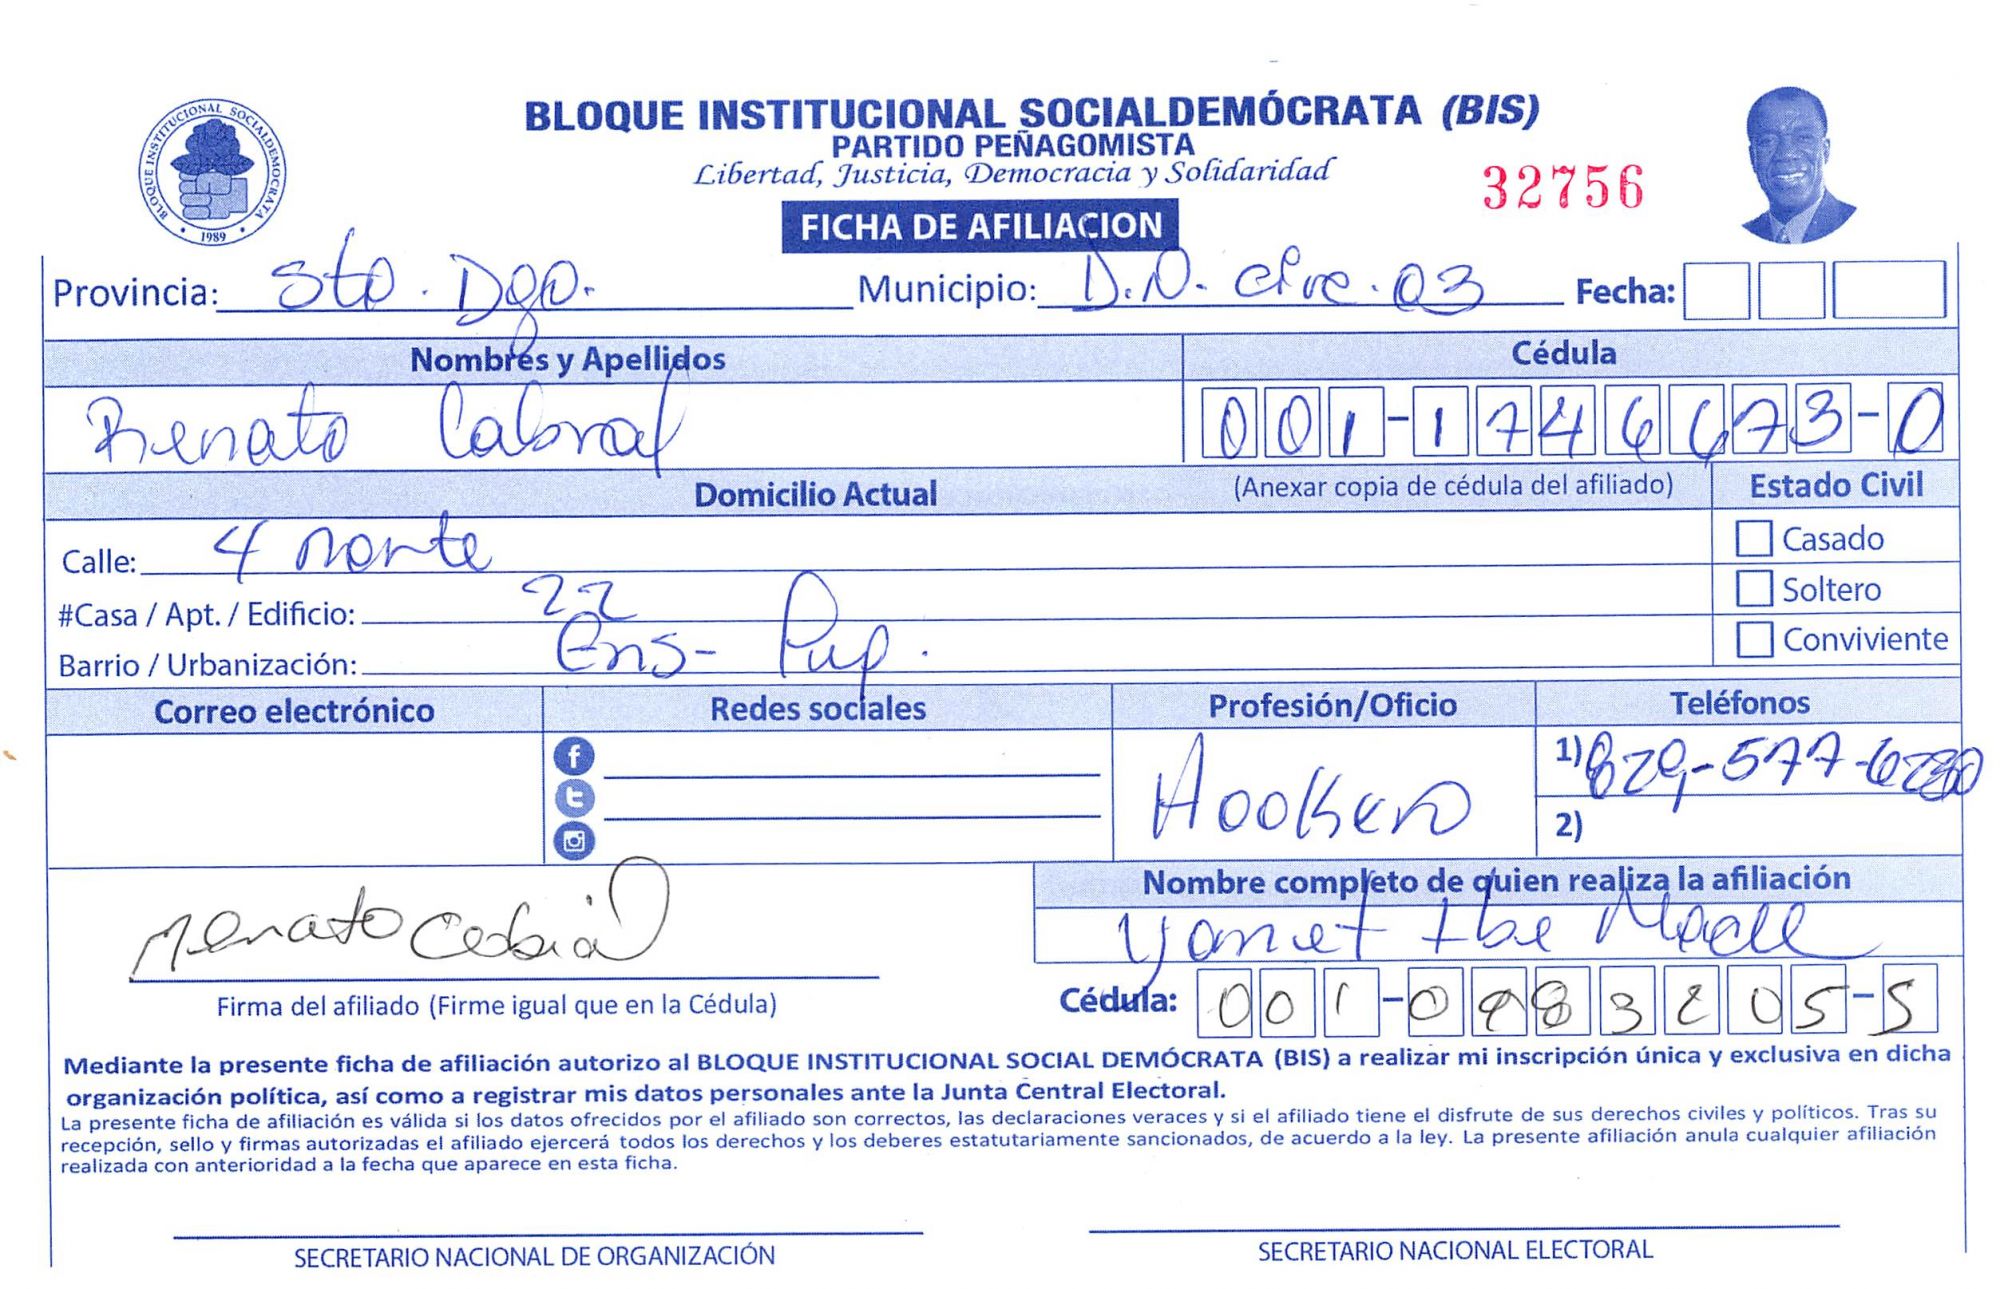 BLOQUE INSTITUCIONAL SOCIALDEMÓCRATA (BIS)
PARTIDO PEÑAGOMISTA
Libertad, Justicia, Democracia y Solidaridad
32756
BLOQUE INSTITUCIONAL SOCIALDEMOCRATA
1989
FICHA DE AFILIACION
Provincia: Sto. Dgo. Municipio: D.N. circ. 03 Fecha:
Nombres y Apellidos Cédula
Renato Cabral 001-1746673-0
Domicilio Actual (Anexar copia de cédula del afiliado) Estado Civil
Calle: 4 norte Casado
#Casa / Apt. / Edificio: 22 Soltero
Barrio / Urbanización: Ens- Conviviente
Correo electrónico Redes sociales Profesión/Oficio Teléfonos
1) 829-577-6280
2)
Renato Cabral
Nombre completo de quien realiza la afiliación
Yanet
Firma del afiliado (Firme igual que en la Cédula) Cédula: 001-0983205-5
Mediante la presente ficha de afiliación autorizo al BLOQUE INSTITUCIONAL SOCIAL DEMÓCRATA (BIS) a realizar mi inscripción única y exclusiva en dicha
organización política, así como a registrar mis datos personales ante la Junta Central Electoral.
La presente ficha de afiliación es válida si los datos ofrecidos por el afiliado son correctos, las declaraciones veraces y si el afiliado tiene el disfrute de sus derechos civiles y políticos. Tras su
recepción, sello y firmas autorizadas el afiliado ejercerá todos los derechos y los deberes estatutariamente sancionados, de acuerdo a la ley. La presente afiliación anula cualquier afiliación
realizada con anterioridad a la fecha que aparece en esta ficha.
SECRETARIO NACIONAL DE ORGANIZACIÓN SECRETARIO NACIONAL ELECTORAL